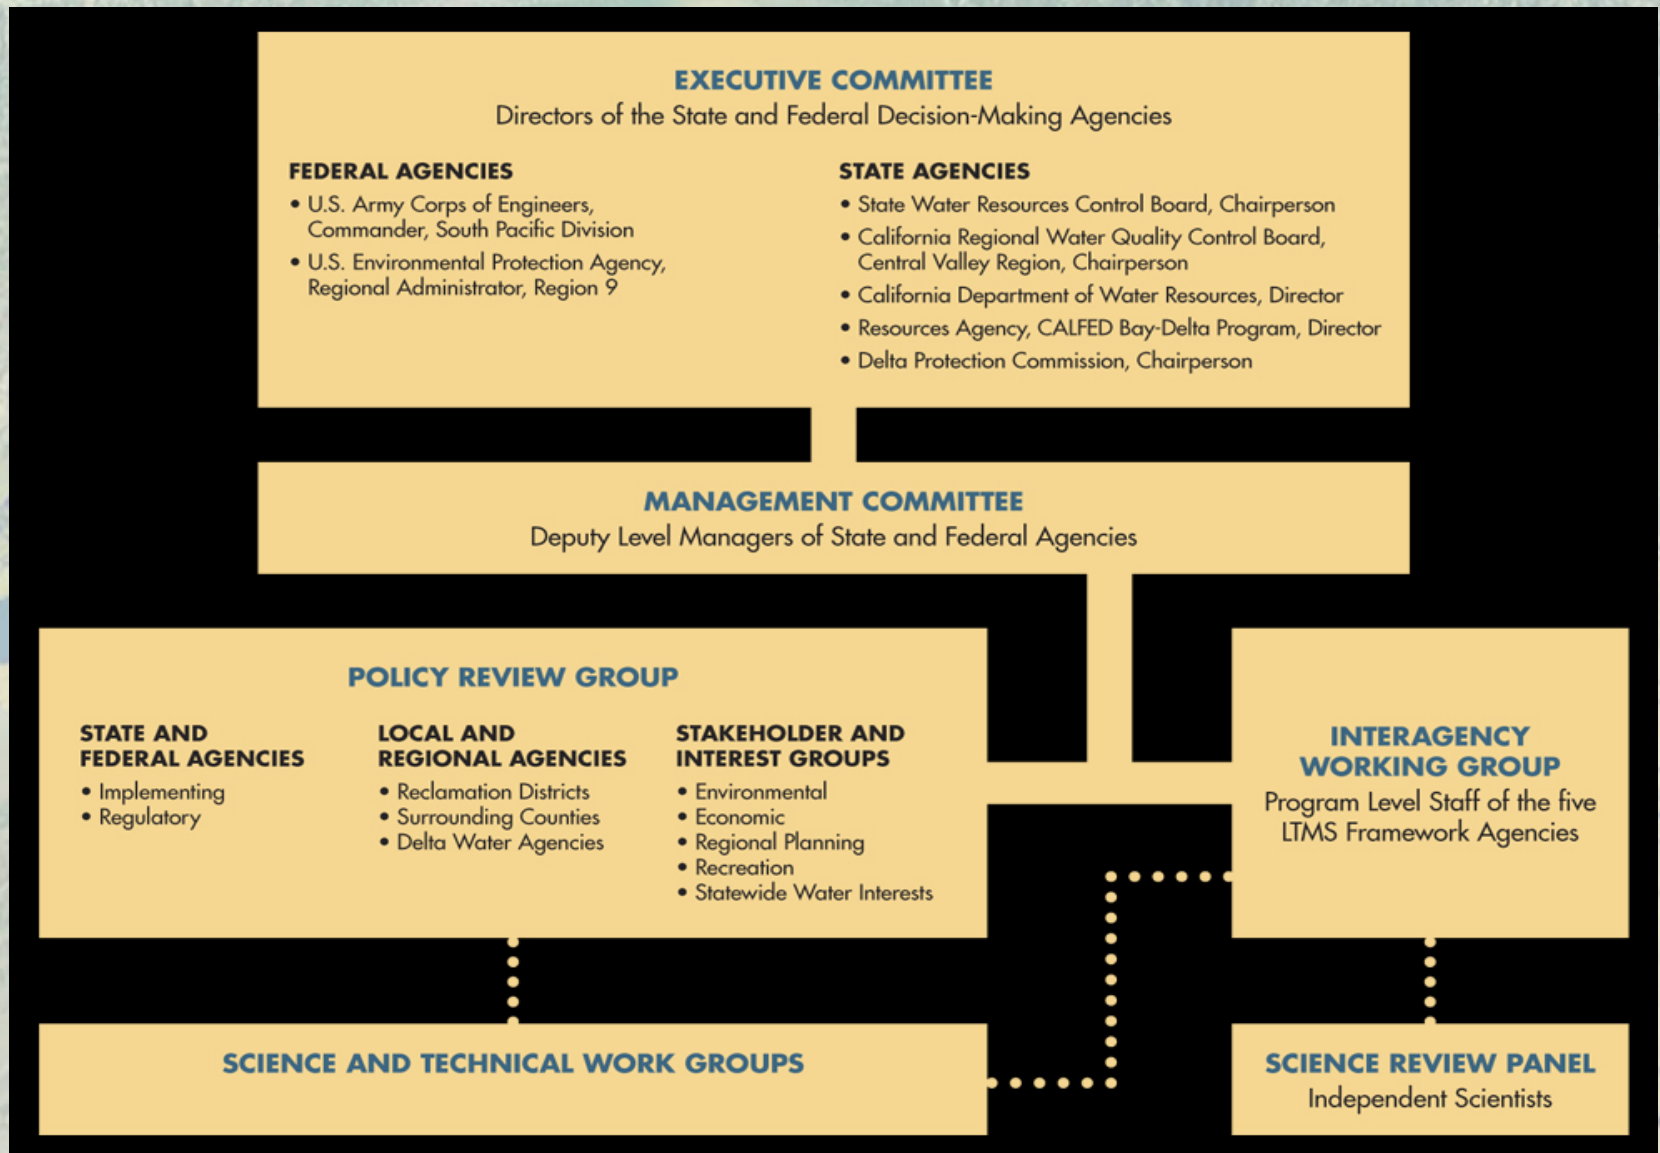 EXECUTIVE COMMITTEE
Directors of the State and Federal Decision-Making Agencies
FEDERAL AGENCIES
• U.S. Army Corps of Engineers,
Commander, South Pacific Division
• U.S. Environmental Protection Agency,
Regional Administrator, Region 9
STATE AGENCIES
• State Water Resources Control Board, Chairperson
• California Regional Water Quality Control Board,
Central Valley Region, Chairperson
• California Department of Water Resources, Director
• Resources Agency, CALFED Bay-Delta Program, Director
• Delta Protection Commission, Chairperson
MANAGEMENT COMMITTEE
Deputy Level Managers of State and Federal Agencies
POLICY REVIEW GROUP
STATE AND
FEDERAL AGENCIES
• Implementing
• Regulatory
LOCAL AND
REGIONAL AGENCIES
• Reclamation Districts
• Surrounding Counties
• Delta Water Agencies
STAKEHOLDER AND
INTEREST GROUPS
• Environmental
• Economic
• Regional Planning
• Recreation
• Statewide Water Interests
INTERAGENCY
WORKING GROUP
Program Level Staff of the five
LTMS Framework Agencies
SCIENCE AND TECHNICAL WORK GROUPS
SCIENCE REVIEW PANEL
Independent Scientists